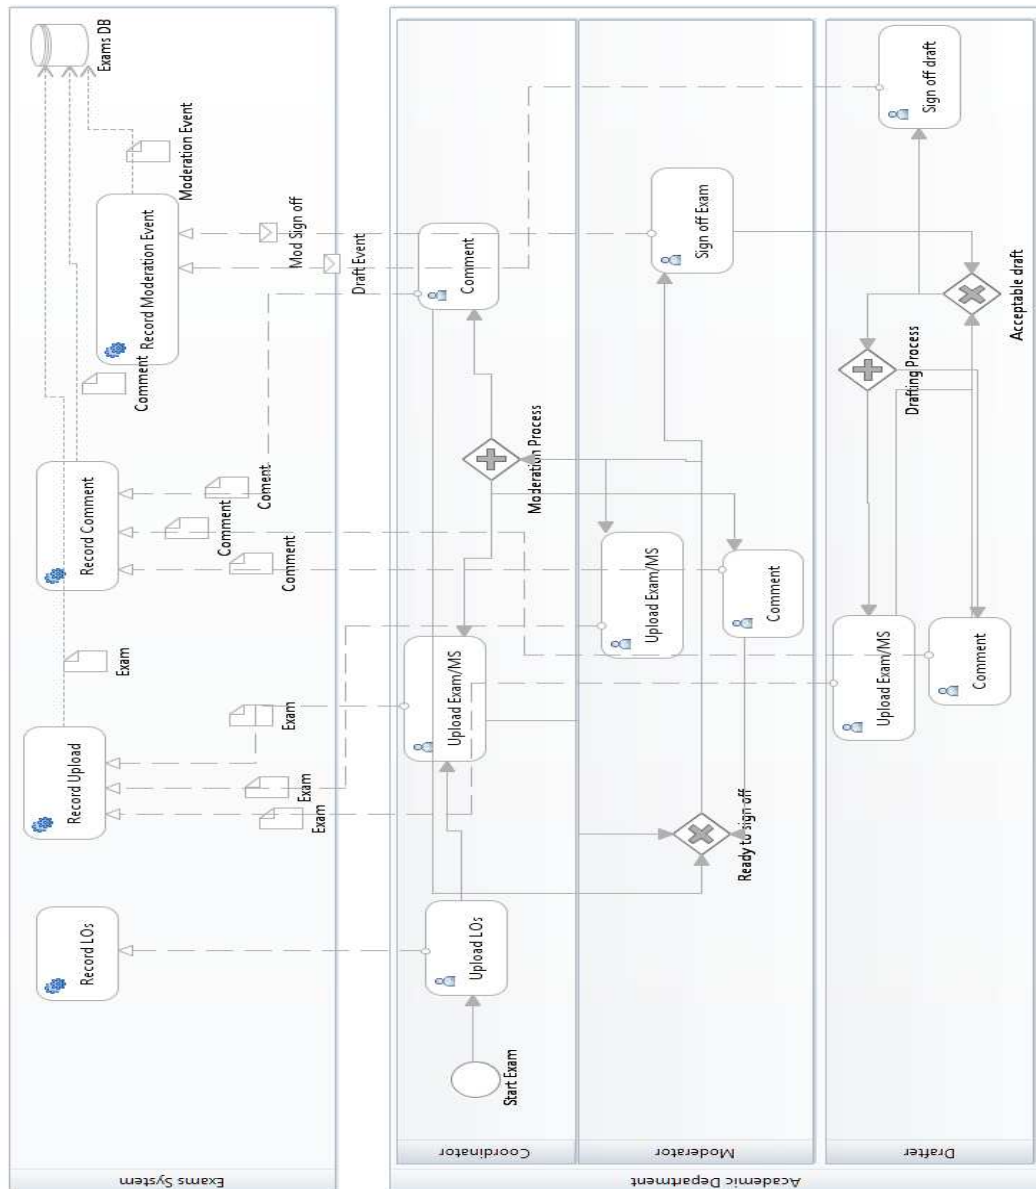 Exams System
Exams DB
Moderation Event
Record Moderation Event
Comment
Record Comment
Exam
Record Upload
Record LOs
Mod Sign off
Draft Event
Coment
Comment
Comment
Exam
Exam
Exam
Academic Department
Coordinator
Start Exam
Upload LOs
Upload Exam/MS
Moderation Process
Comment
Moderator
Ready to sign off
Upload Exam/MS
Comment
Sign off Exam
Drafter
Upload Exam/MS
Comment
Drafting Process
Acceptable draft
Sign off draft